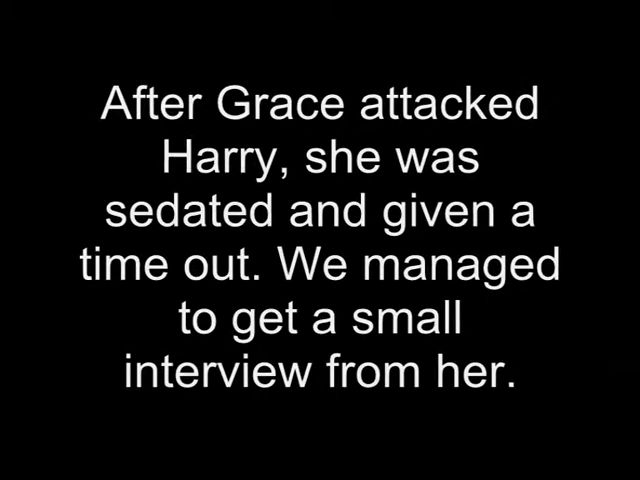 After Grace attacked
Harry, she was
sedated and given a
time out. We managed
to get a small
interview from her.